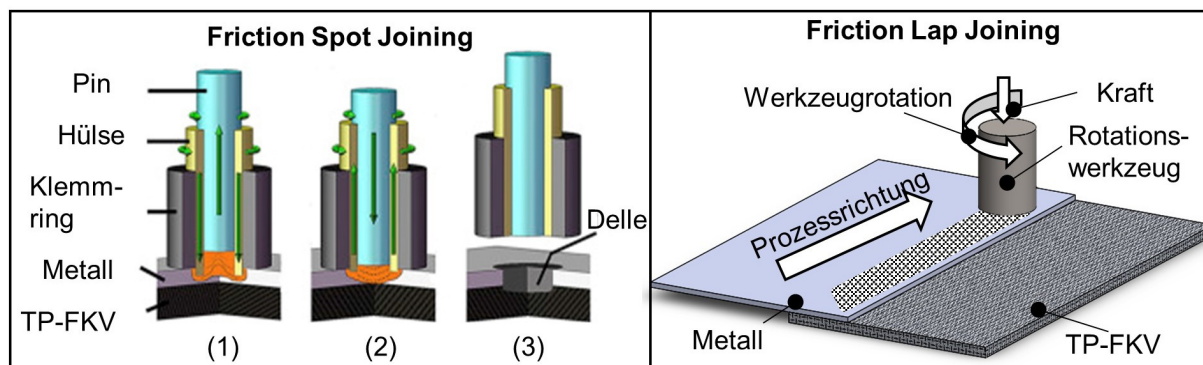 Friction Spot Joining
Pin
Hülse
Klemm-
ring
Metall
TP-FKV
Delle
(1)
(2)
(3)
Friction Lap Joining
Werkzeugrotation
Kraft
Rotations-
werkzeug
Prozessrichtung
Metall
TP-FKV